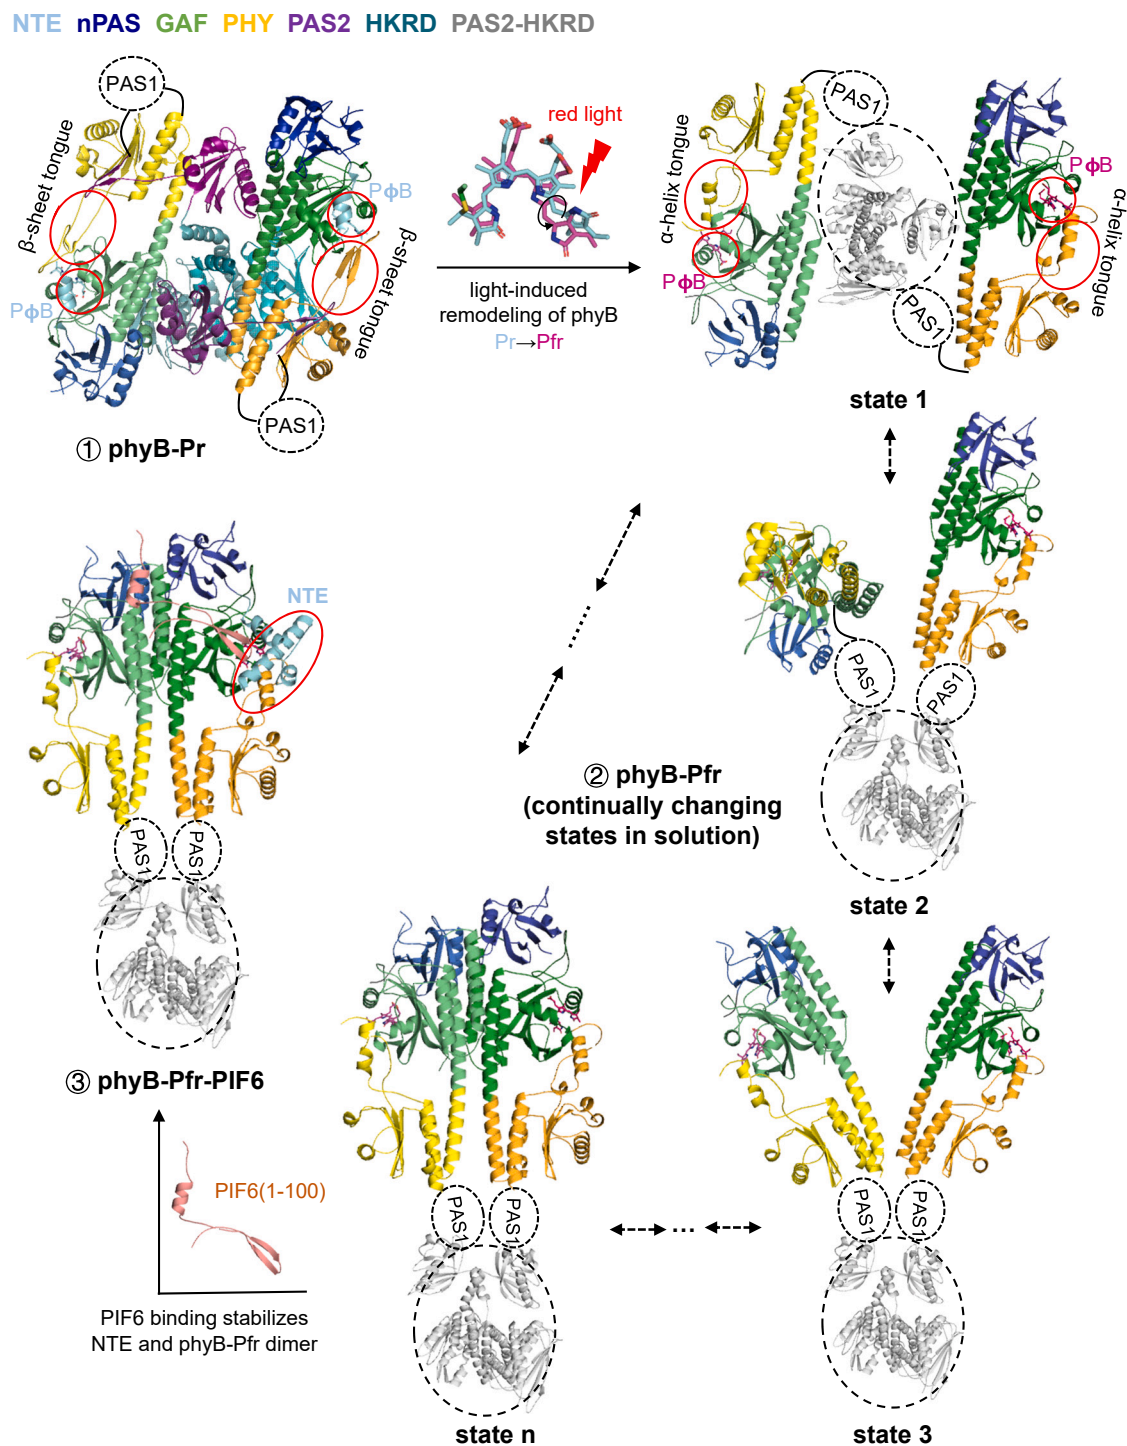 NTE nPAS GAF PHY PAS2 HKRD PAS2-HKRD
PAS1
β-sheet tongue
PΦB
PΦB
β-sheet tongue
PAS1
① phyB-Pr
red light
light-induced
remodeling of phyB
Pr→Pfr
PAS1
α-helix tongue
PΦB
PΦB
α-helix tongue
PAS1
state 1
PAS1
PAS1
② phyB-Pfr
(continually changing
states in solution)
state 2
NTE
PAS1
PAS1
③ phyB-Pfr-PIF6
PIF6(1-100)
PIF6 binding stabilizes
NTE and phyB-Pfr dimer
PAS1
PAS1
...
PAS1
PAS1
state n
state 3